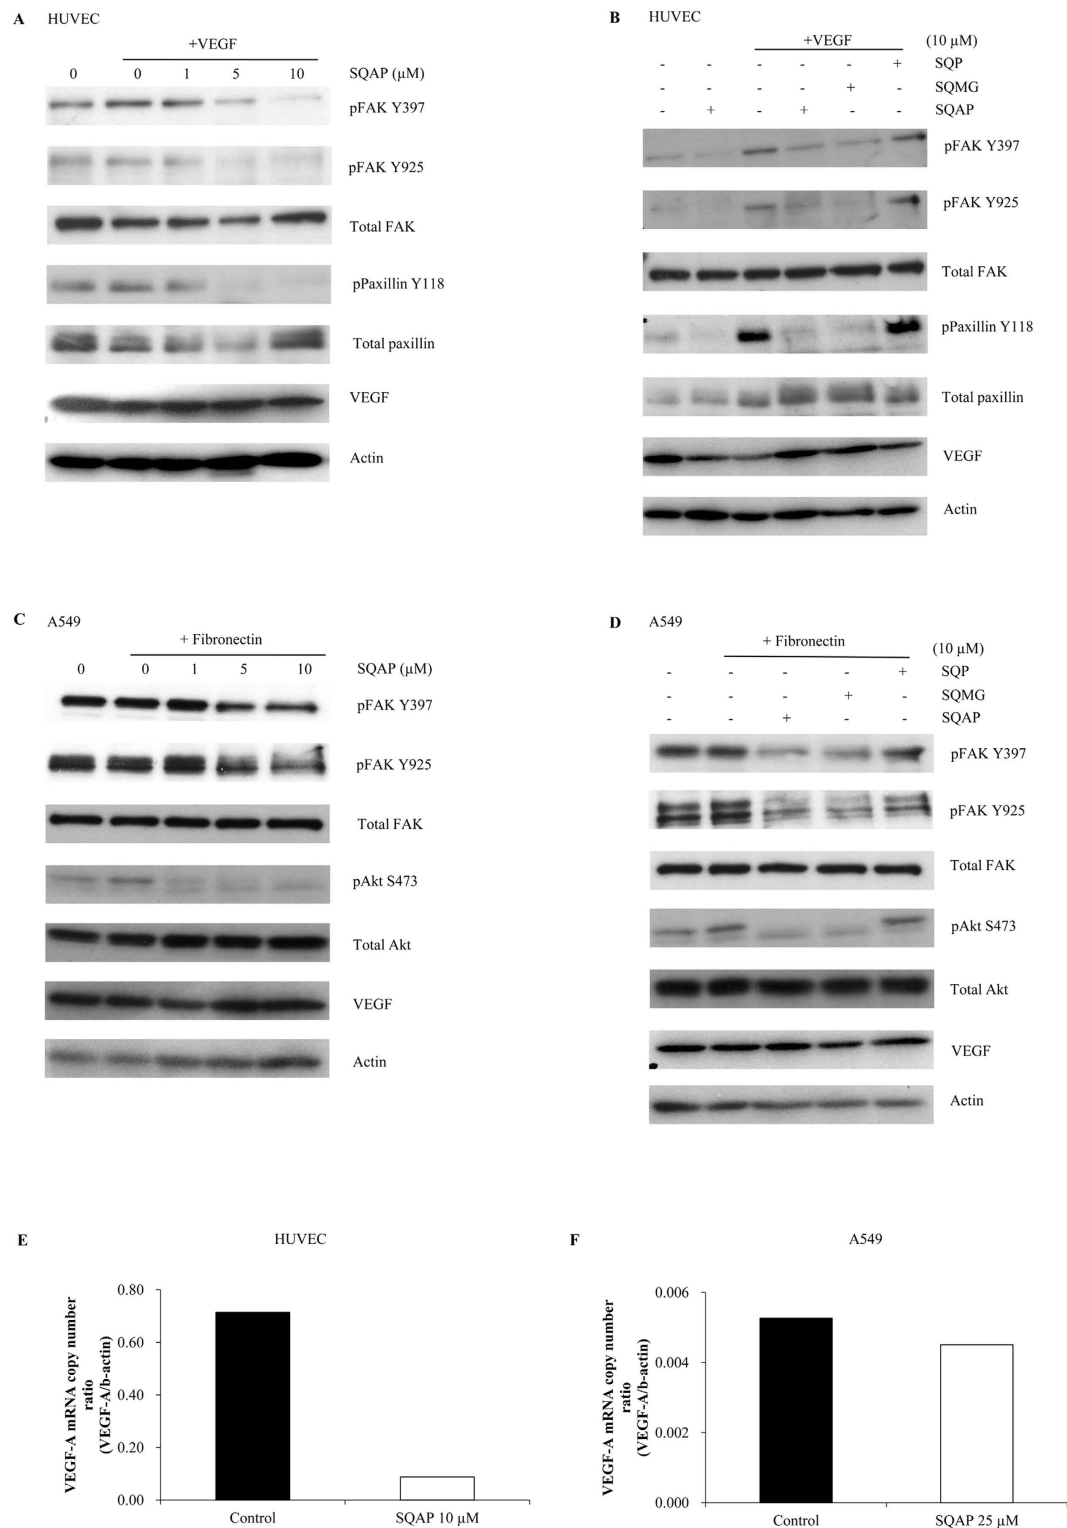 A HUVEC
+VEGF
0 0 1 5 10 SQAP (µM)
pFAK Y397
pFAK Y925
Total FAK
pPaxillin Y118
Total paxillin
VEGF
Actin
B HUVEC
+VEGF (10 µM)
- - - - - + SQP
- - - - + - SQMG
- + - + - - SQAP
pFAK Y397
pFAK Y925
Total FAK
pPaxillin Y118
Total paxillin
VEGF
Actin
C A549
+ Fibronectin
0 0 1 5 10 SQAP (µM)
pFAK Y397
pFAK Y925
Total FAK
pAkt S473
Total Akt
VEGF
Actin
D A549
+ Fibronectin (10 µM)
- - - - + SQP
- - - + - SQMG
- - + - - SQAP
pFAK Y397
pFAK Y925
Total FAK
pAkt S473
Total Akt
VEGF
Actin
E HUVEC
VEGF-A mRNA copy number
ratio
(VEGF-A/b-actin)
0.80
0.60
0.40
0.20
0.00
Control SQAP 10 µM
F A549
VEGF-A mRNA copy number
ratio
(VEGF-A/b-actin)
0.006
0.004
0.002
0.000
Control SQAP 25 µM